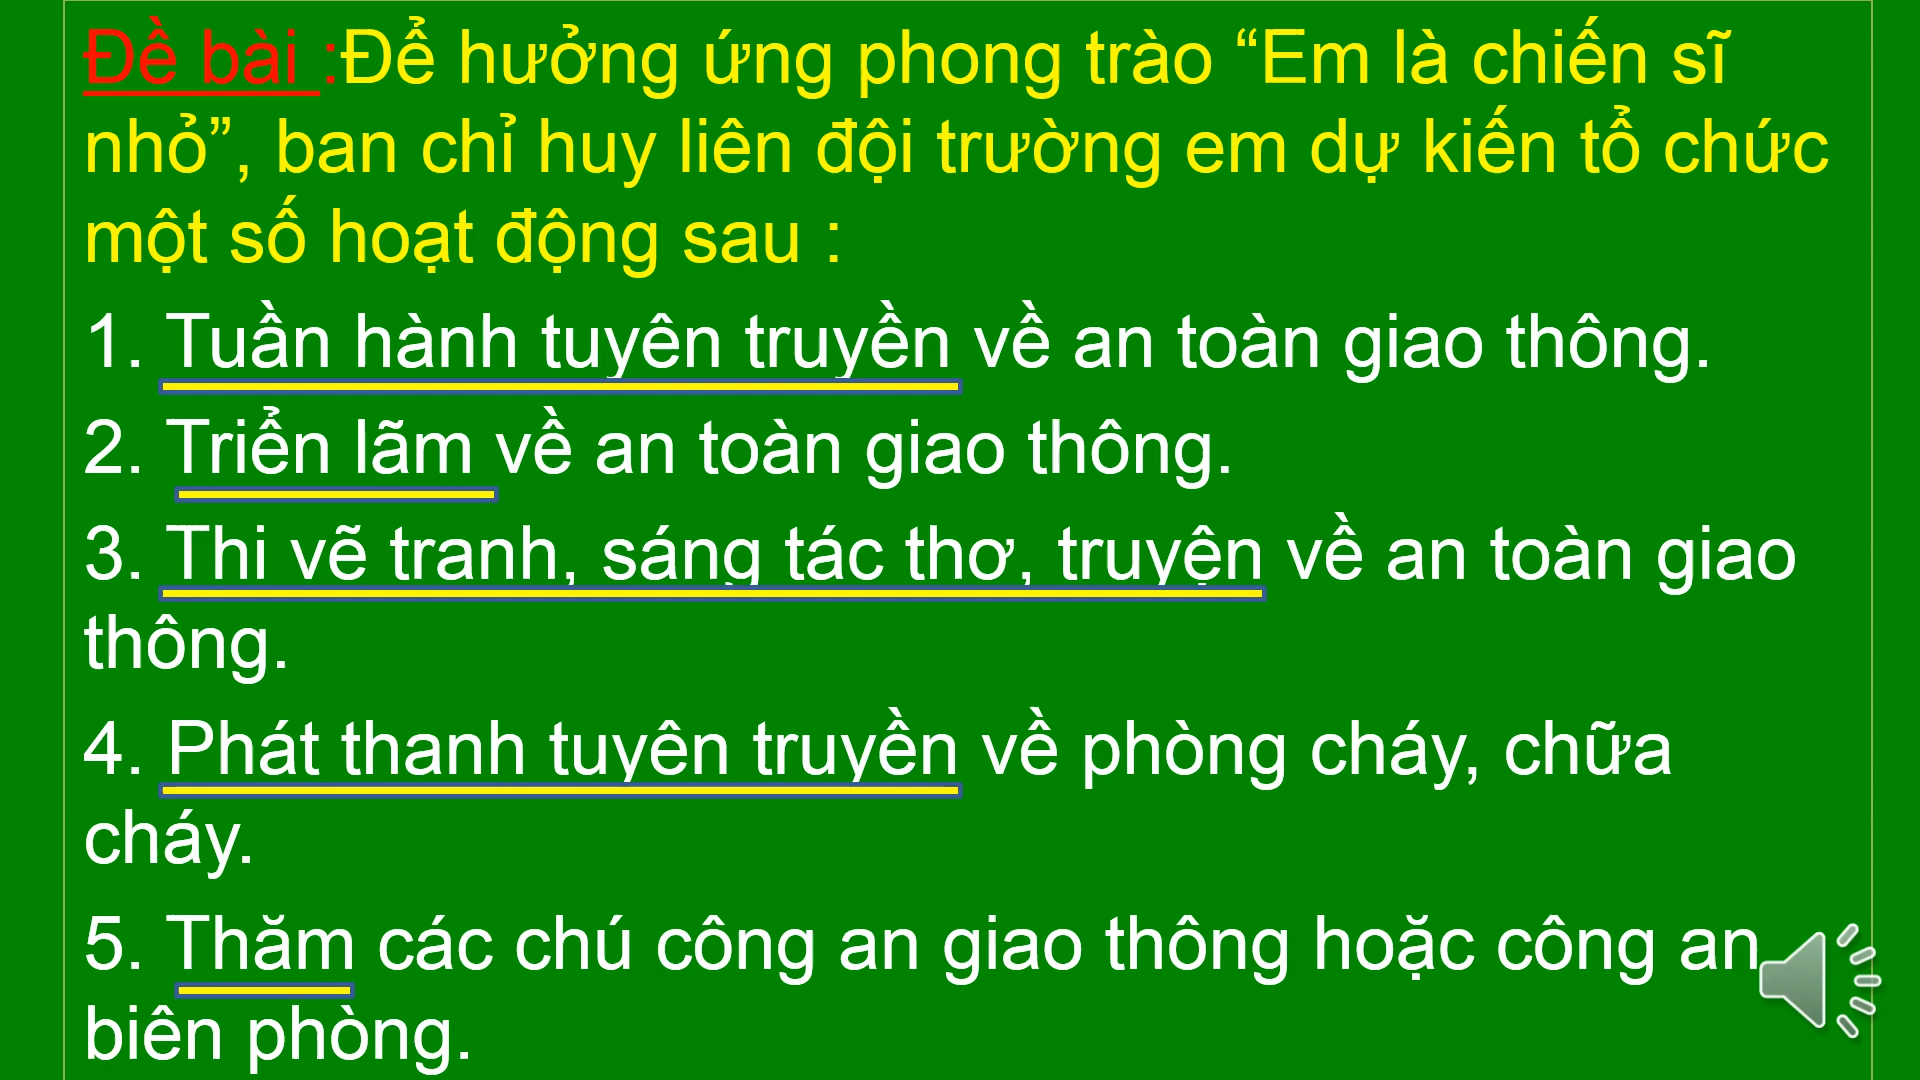 Đề bài :Để hưởng ứng phong trào “Em là chiến sĩ
nhỏ”, ban chỉ huy liên đội trường em dự kiến tổ chức
một số hoạt động sau :
1. Tuần hành tuyên truyền về an toàn giao thông.
2. Triển lãm về an toàn giao thông.
3. Thi vẽ tranh, sáng tác thơ, truyện về an toàn giao
thông.
4. Phát thanh tuyên truyền về phòng cháy, chữa
cháy.
5. Thăm các chú công an giao thông hoặc công an
biên phòng.